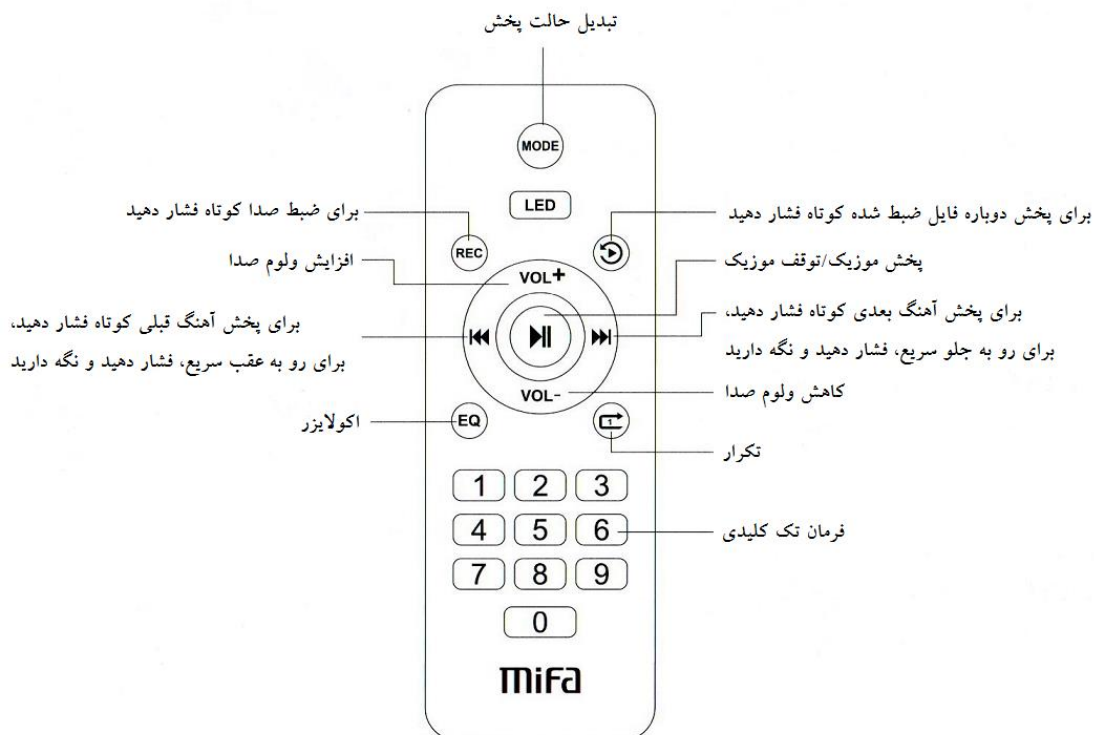 تبدیل حالت پخش
MODE
LED
برای ضبط صدا کوتاه فشار دهید
REC
برای پخش دوباره فایل ضبط شده کوتاه فشار دهید
افزایش ولوم صدا
VOL+
پخش موزیک/توقف موزیک
برای پخش آهنگ قبلی کوتاه فشار دهید،
برای رو به عقب سریع، فشار دهید و نگه دارید
برای پخش آهنگ بعدی کوتاه فشار دهید،
برای رو به جلو سریع، فشار دهید و نگه دارید
VOL-
کاهش ولوم صدا
اکولایزر
EQ
1
تکرار
1 2 3
4 5 6
فرمان تک کلیدی
7 8 9
0
mifa